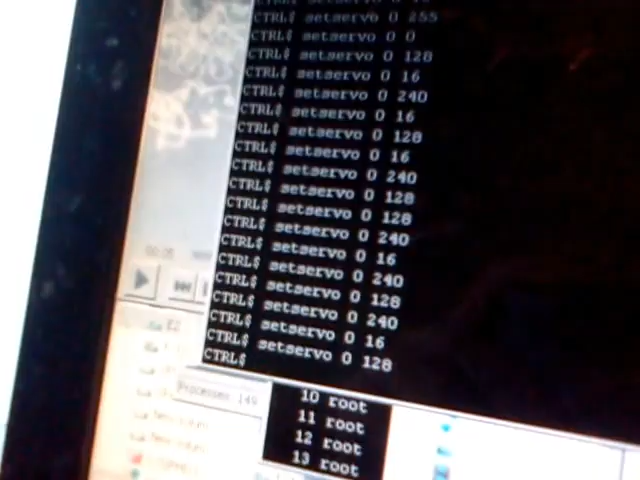 CTRL$ setservo 0 255
CTRL$ setservo 0 0
CTRL$ setservo 0 128
CTRL$ setservo 0 16
CTRL$ setservo 0 240
CTRL$ setservo 0 16
CTRL$ setservo 0 128
CTRL$ setservo 0 16
CTRL$ setservo 0 240
CTRL$ setservo 0 128
CTRL$ setservo 0 128
CTRL$ setservo 0 240
CTRL$ setservo 0 16
CTRL$ setservo 0 240
CTRL$ setservo 0 128
CTRL$ setservo 0 240
CTRL$ setservo 0 16
CTRL$ setservo 0 128
CTRL$
00:05
Processes: 149
10 root
11 root
12 root
13 root